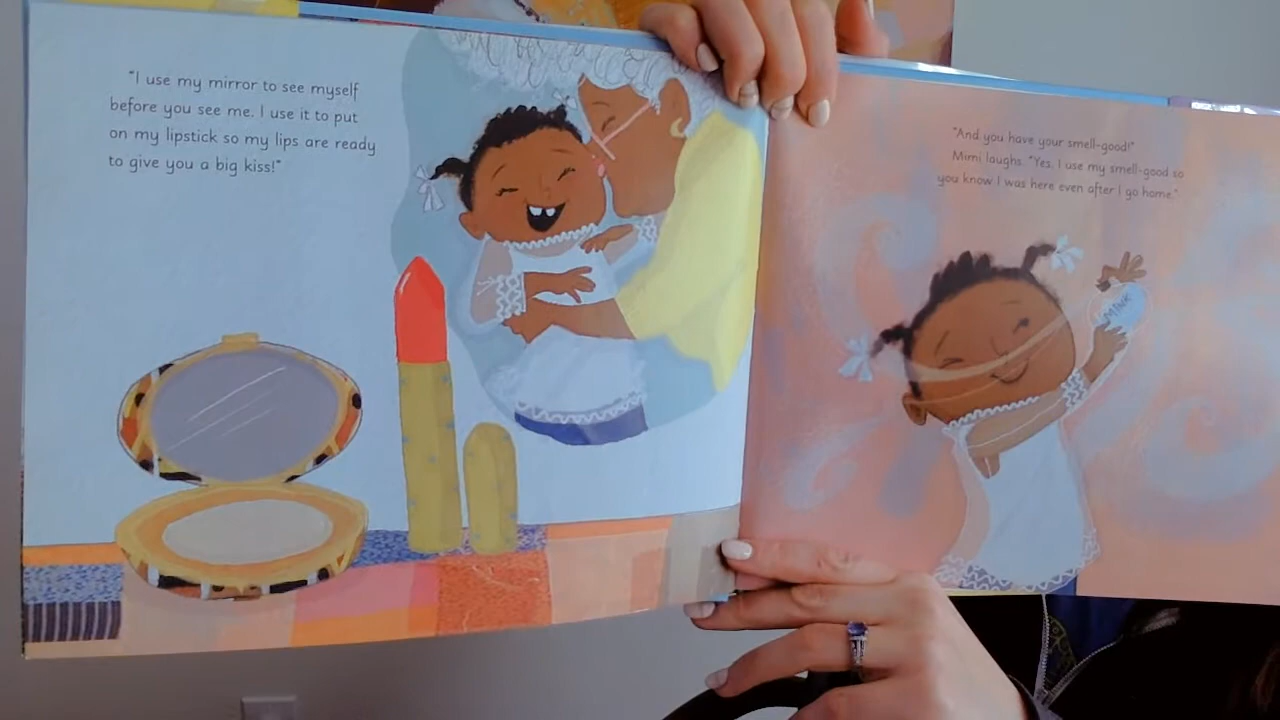 "I use my mirror to see myself
before you see me. I use it to put
on my lipstick so my lips are ready
to give you a big kiss!"
"And you have your smell-good!"
Mimi laughs. "Yes, I use my smell-good so
you know I was here even after I go home."
MINK